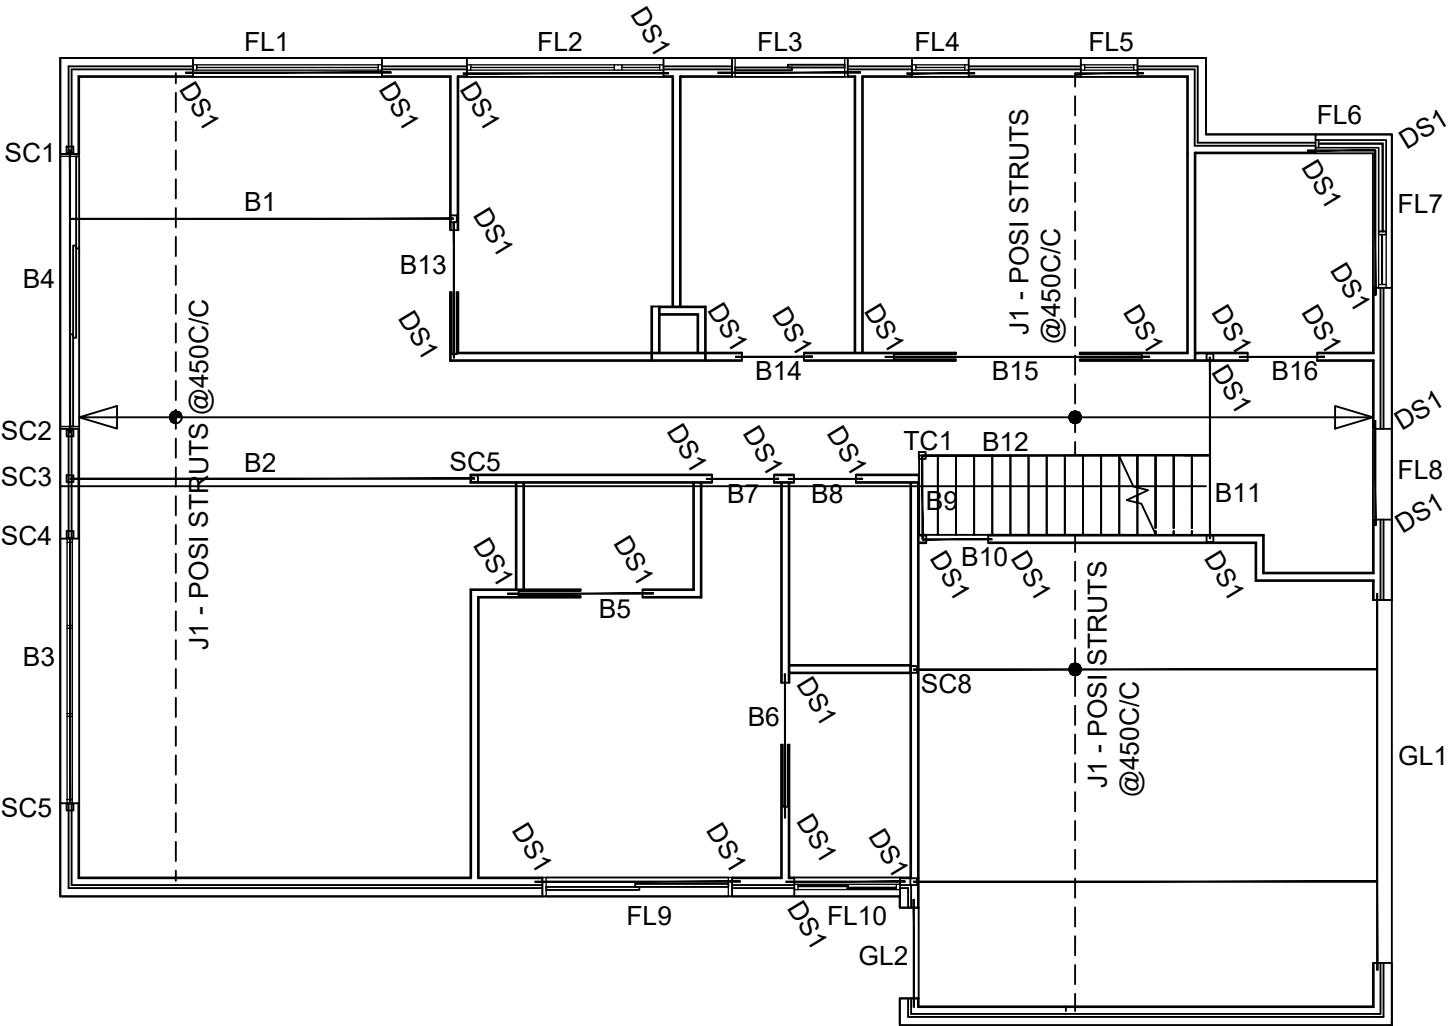 FL1
FL2
DS1
FL3
FL4
FL5
DS1
DS1
DS1
FL6
DS1
SC1
DS1
FL7
B1
DS1
J1 - POSI STRUTS
@450C/C
B4
B13
DS1
DS1
J1 - POSI STRUTS @450C/C
DS1
DS1
DS1
DS1
DS1
DS1
B14
B15
B16
DS1
DS1
SC2
TC1
B12
SC3
B2
SC5
DS1
DS1
DS1
B7
B8
B9
B11
FL8
DS1
SC4
DS1
DS1
B10
DS1
DS1
DS1
B5
J1 - POSI STRUTS
@450C/C
B3
SC8
DS1
B6
GL1
SC5
DS1
DS1
DS1
DS1
FL9
DS1
FL10
GL2